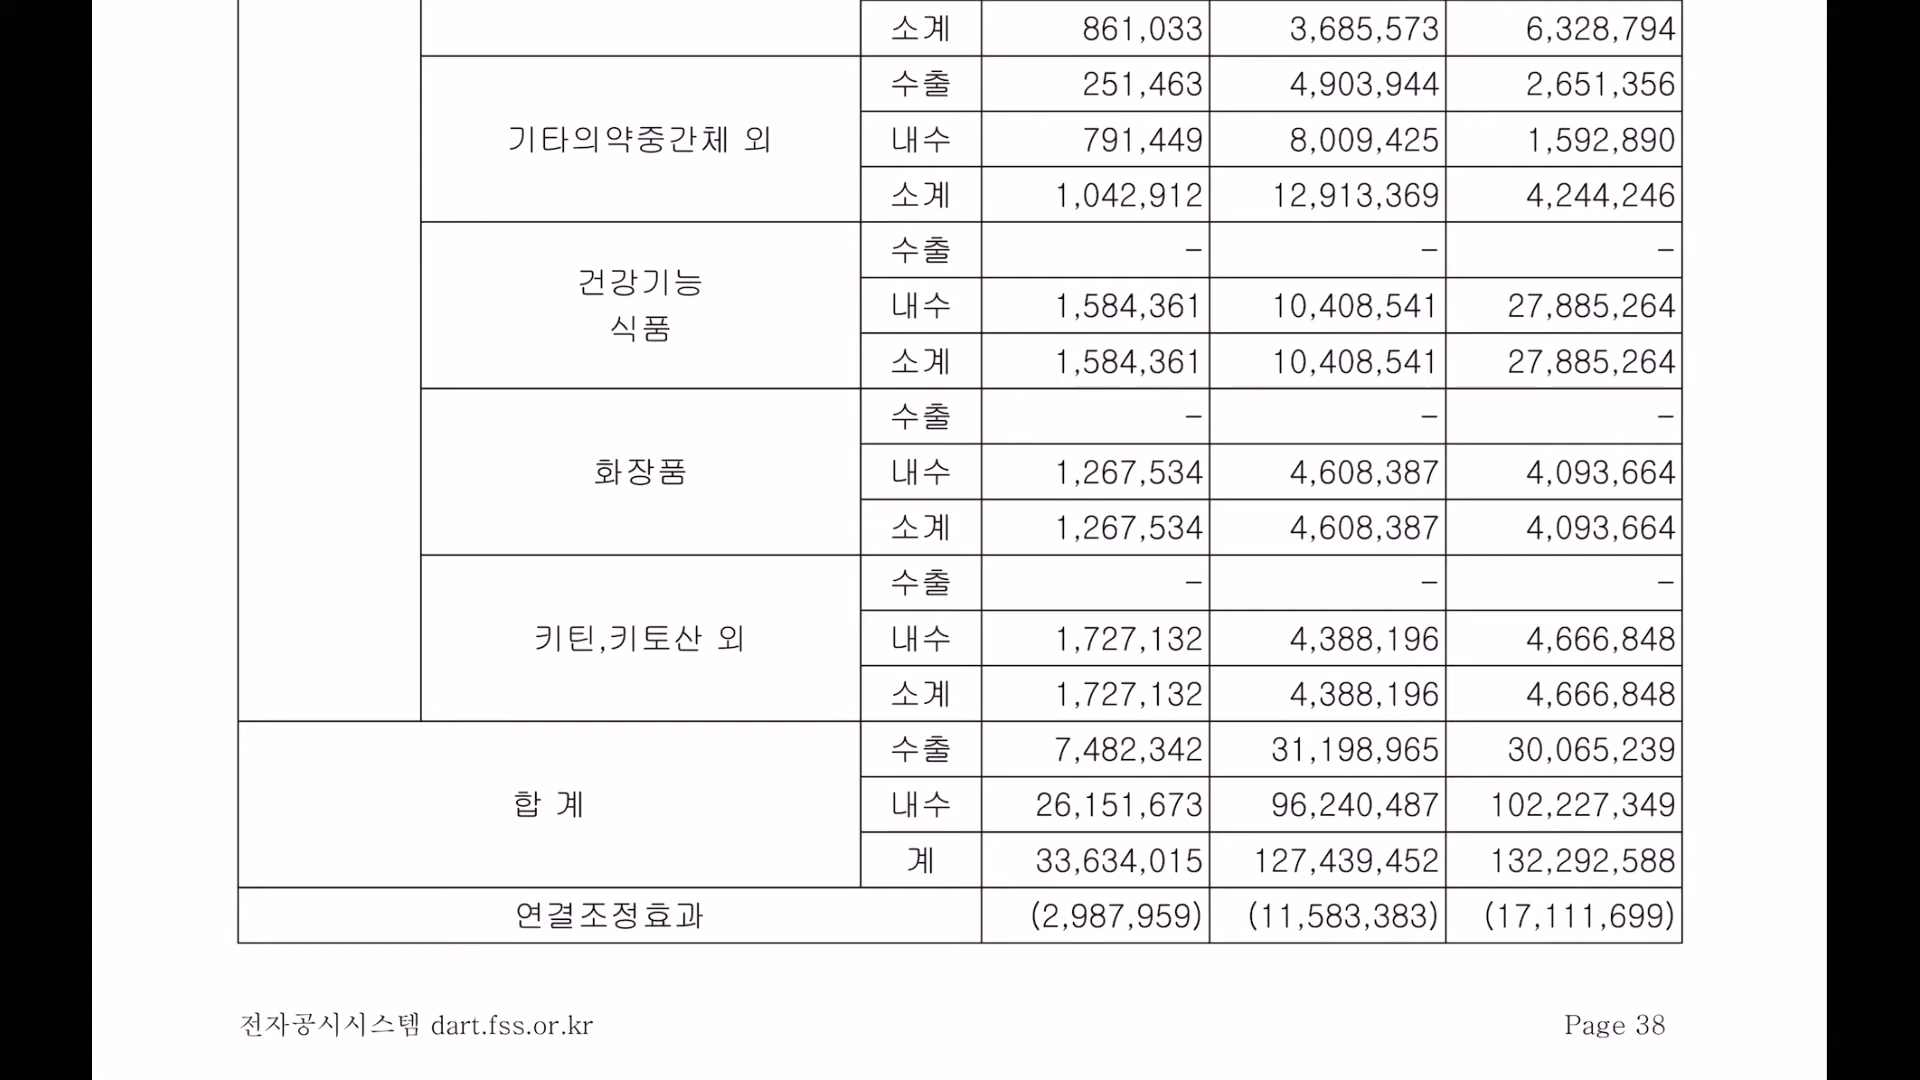 소계 861,033 3,685,573 6,328,794
기타의약중간체 외 수출 251,463 4,903,944 2,651,356
내수 791,449 8,009,425 1,592,890
소계 1,042,912 12,913,369 4,244,246
건강기능
식품 수출 – – –
내수 1,584,361 10,408,541 27,885,264
소계 1,584,361 10,408,541 27,885,264
화장품 수출 – – –
내수 1,267,534 4,608,387 4,093,664
소계 1,267,534 4,608,387 4,093,664
키틴,키토산 외 수출 – – –
내수 1,727,132 4,388,196 4,666,848
소계 1,727,132 4,388,196 4,666,848
합 계 수출 7,482,342 31,198,965 30,065,239
내수 26,151,673 96,240,487 102,227,349
계 33,634,015 127,439,452 132,292,588
연결조정효과 (2,987,959) (11,583,383) (17,111,699)
전자공시시스템 dart.fss.or.kr Page 38